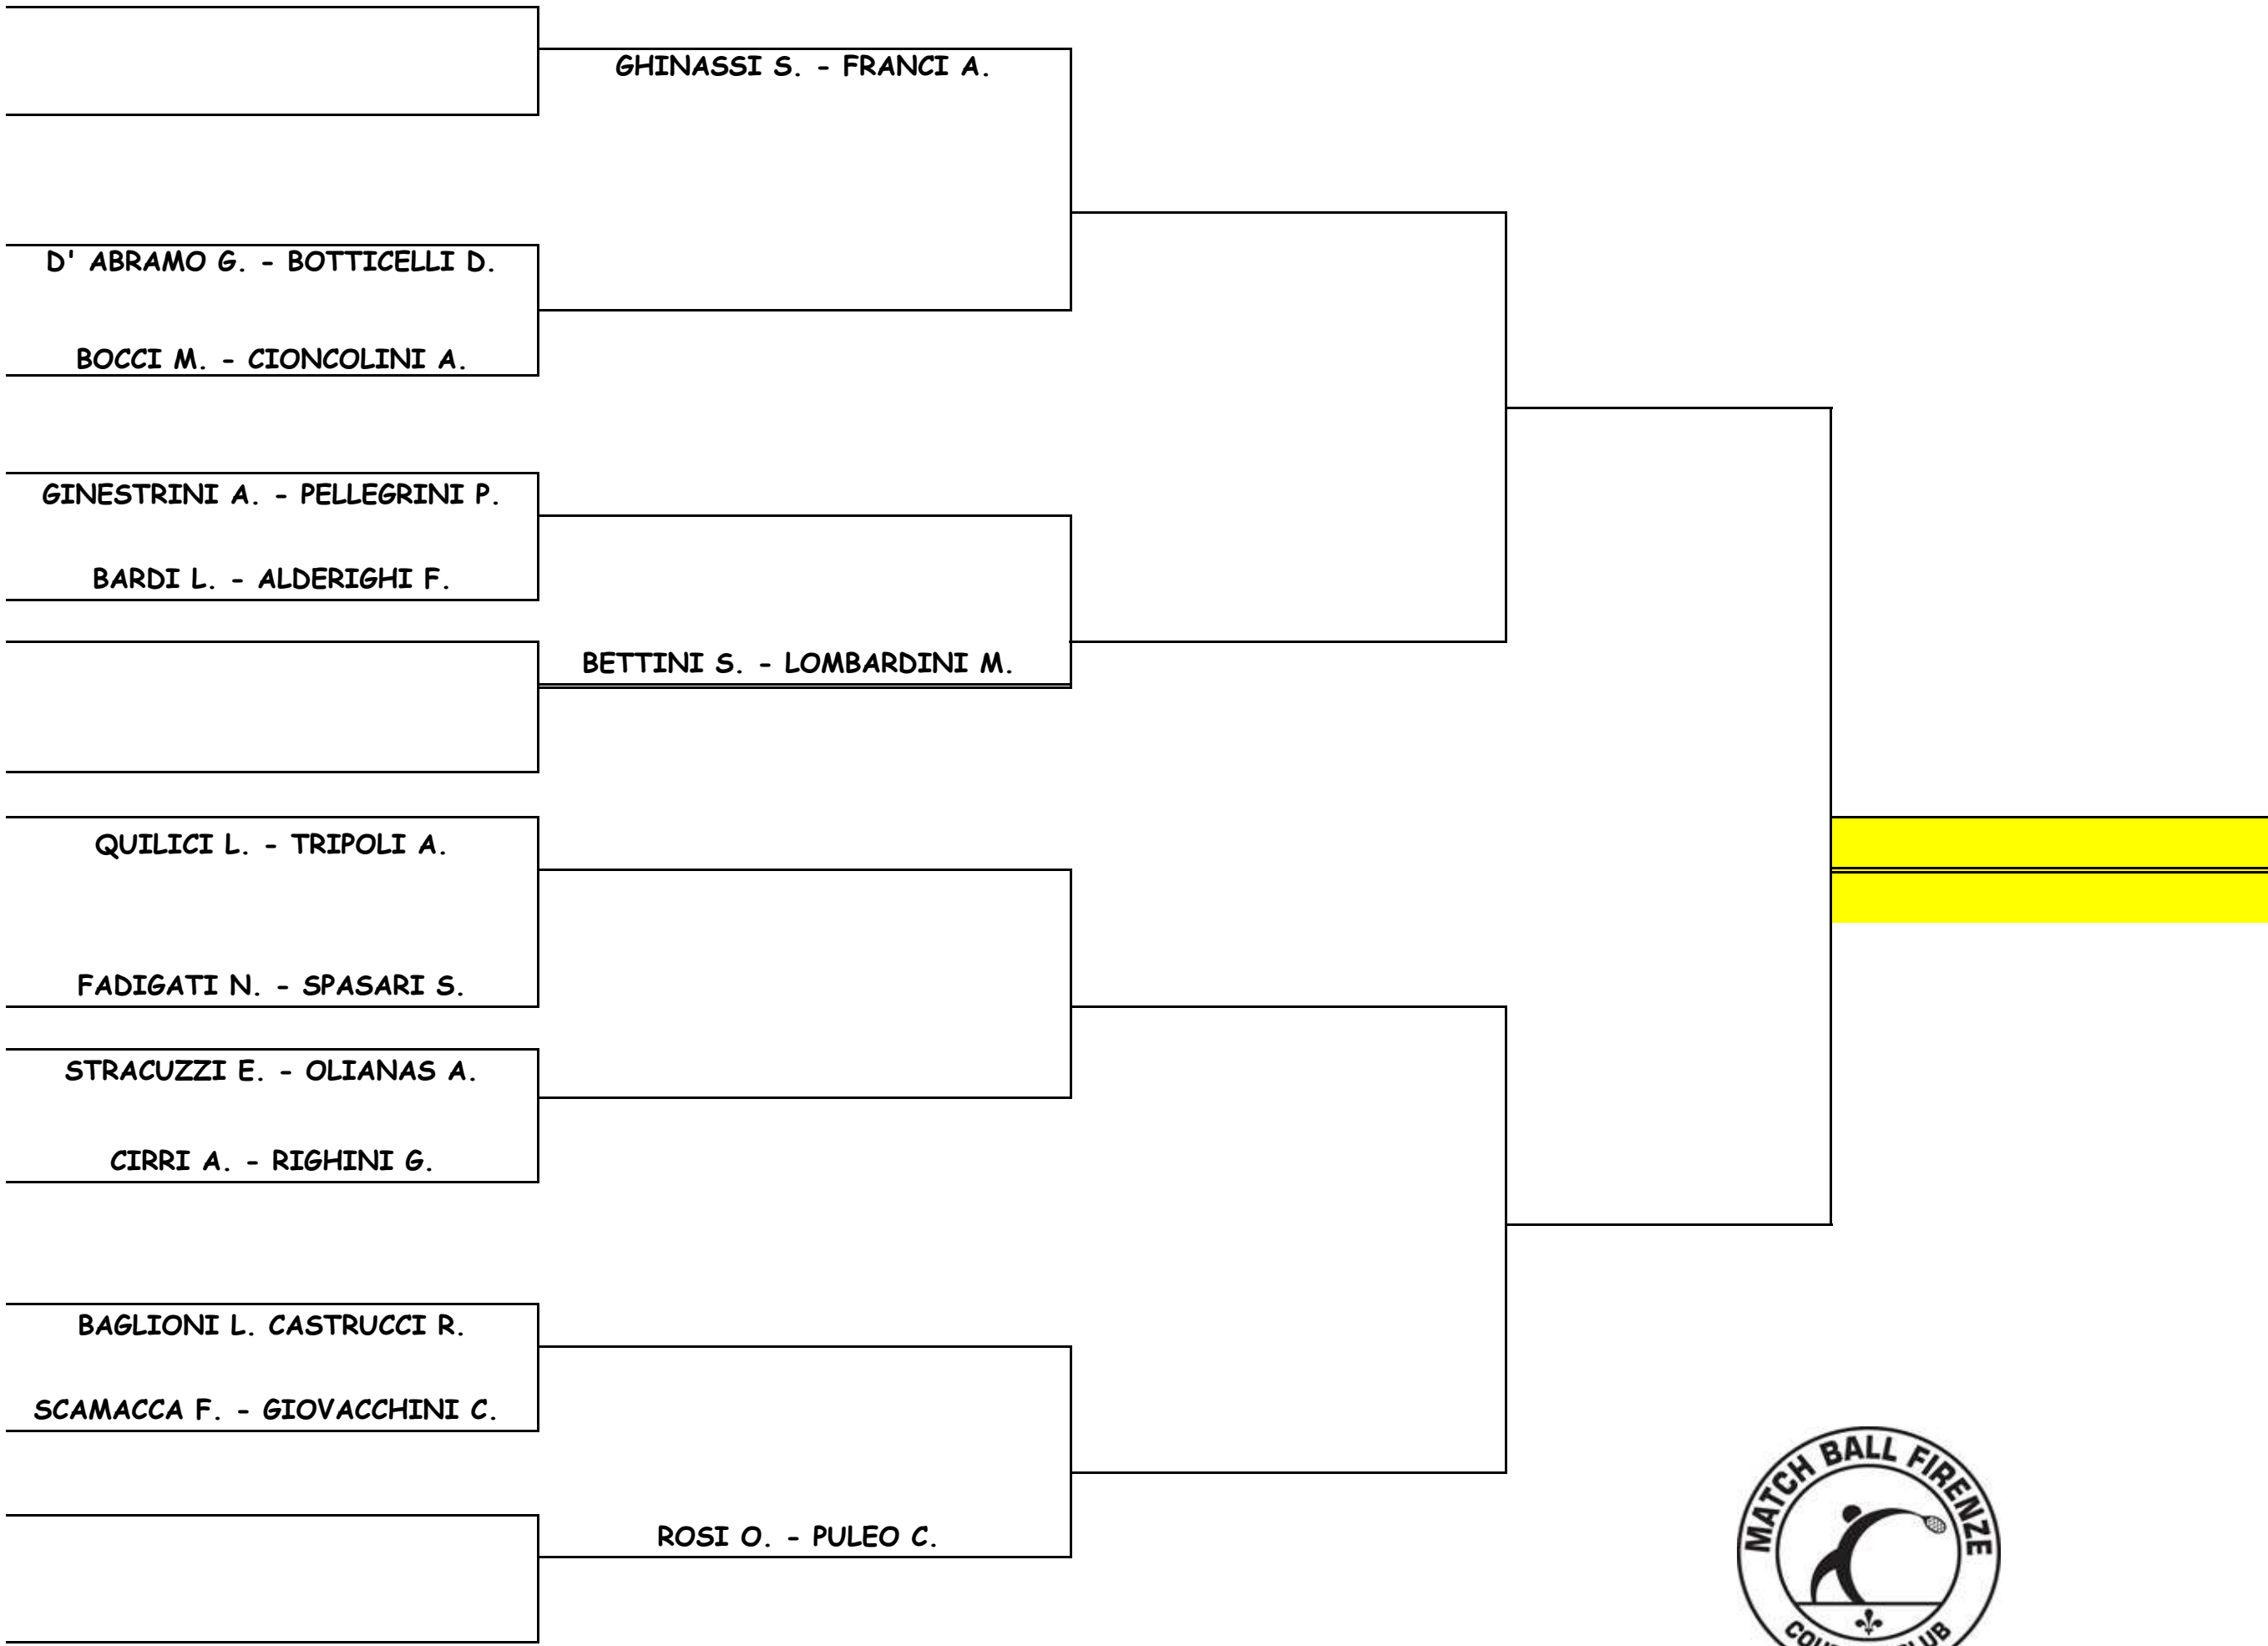 GHINASSI S. - FRANCI A.
D' ABRAMO G. - BOTTICELLI D.
BOCCI M. - CIONCOLINI A.
GINESTRINI A. - PELLEGRINI P.
BARDI L. - ALDERIGHI F.
BETTINI S. - LOMBARDINI M.
QUILICI L. - TRIPOLI A.
FADIGATI N. - SPASARI S.
STRACUZZI E. - OLIANAS A.
CIRRI A. - RIGHINI G.
BAGLIONI L. CASTRUCCI R.
SCAMACCA F. - GIOVACCHINI C.
ROSI O. - PULEO C.
MATCH BALL FIRENZE